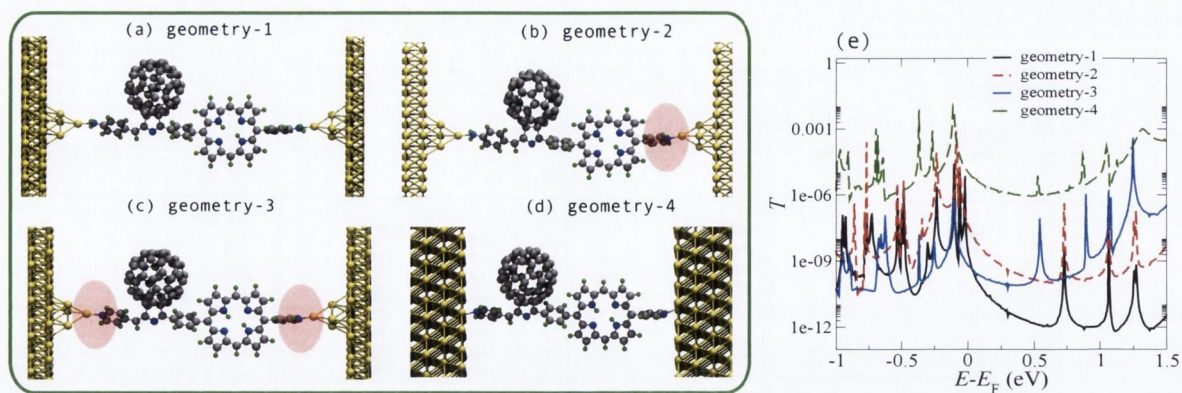 (a) geometry-1
(b) geometry-2
(c) geometry-3
(d) geometry-4
(e)
geometry-1
geometry-2
geometry-3
geometry-4
T
1
0.001
1e-06
1e-09
1e-12
-1 -0.5 0 0.5 1 1.5
E-E_F (eV)